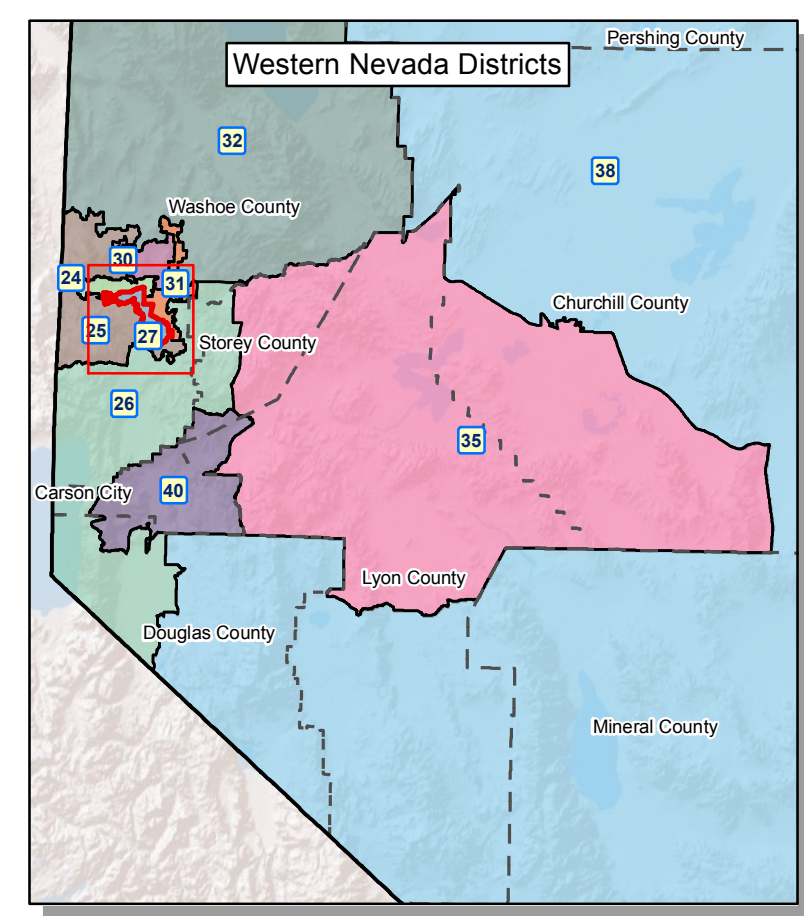 Pershing County
Western Nevada Districts
32
38
Washoe County
30
24
31
Churchill County
25
27
Storey County
26
35
40
Carson City
Lyon County
Douglas County
Mineral County